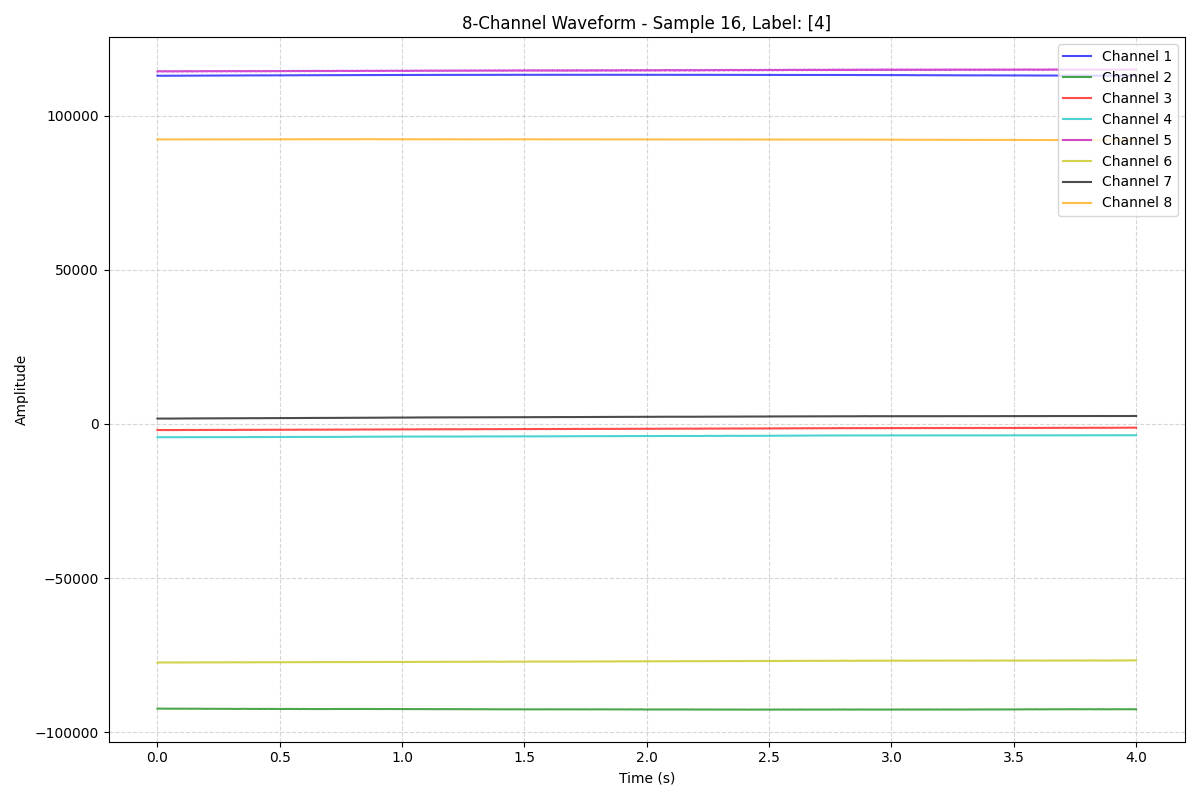 8-Channel Waveform - Sample 16, Label: [4]
Channel 1
Channel 2
Channel 3
Channel 4
Channel 5
Channel 6
Channel 7
Channel 8
100000
50000
0
−50000
−100000
Amplitude
0.0 0.5 1.0 1.5 2.0 2.5 3.0 3.5 4.0
Time (s)